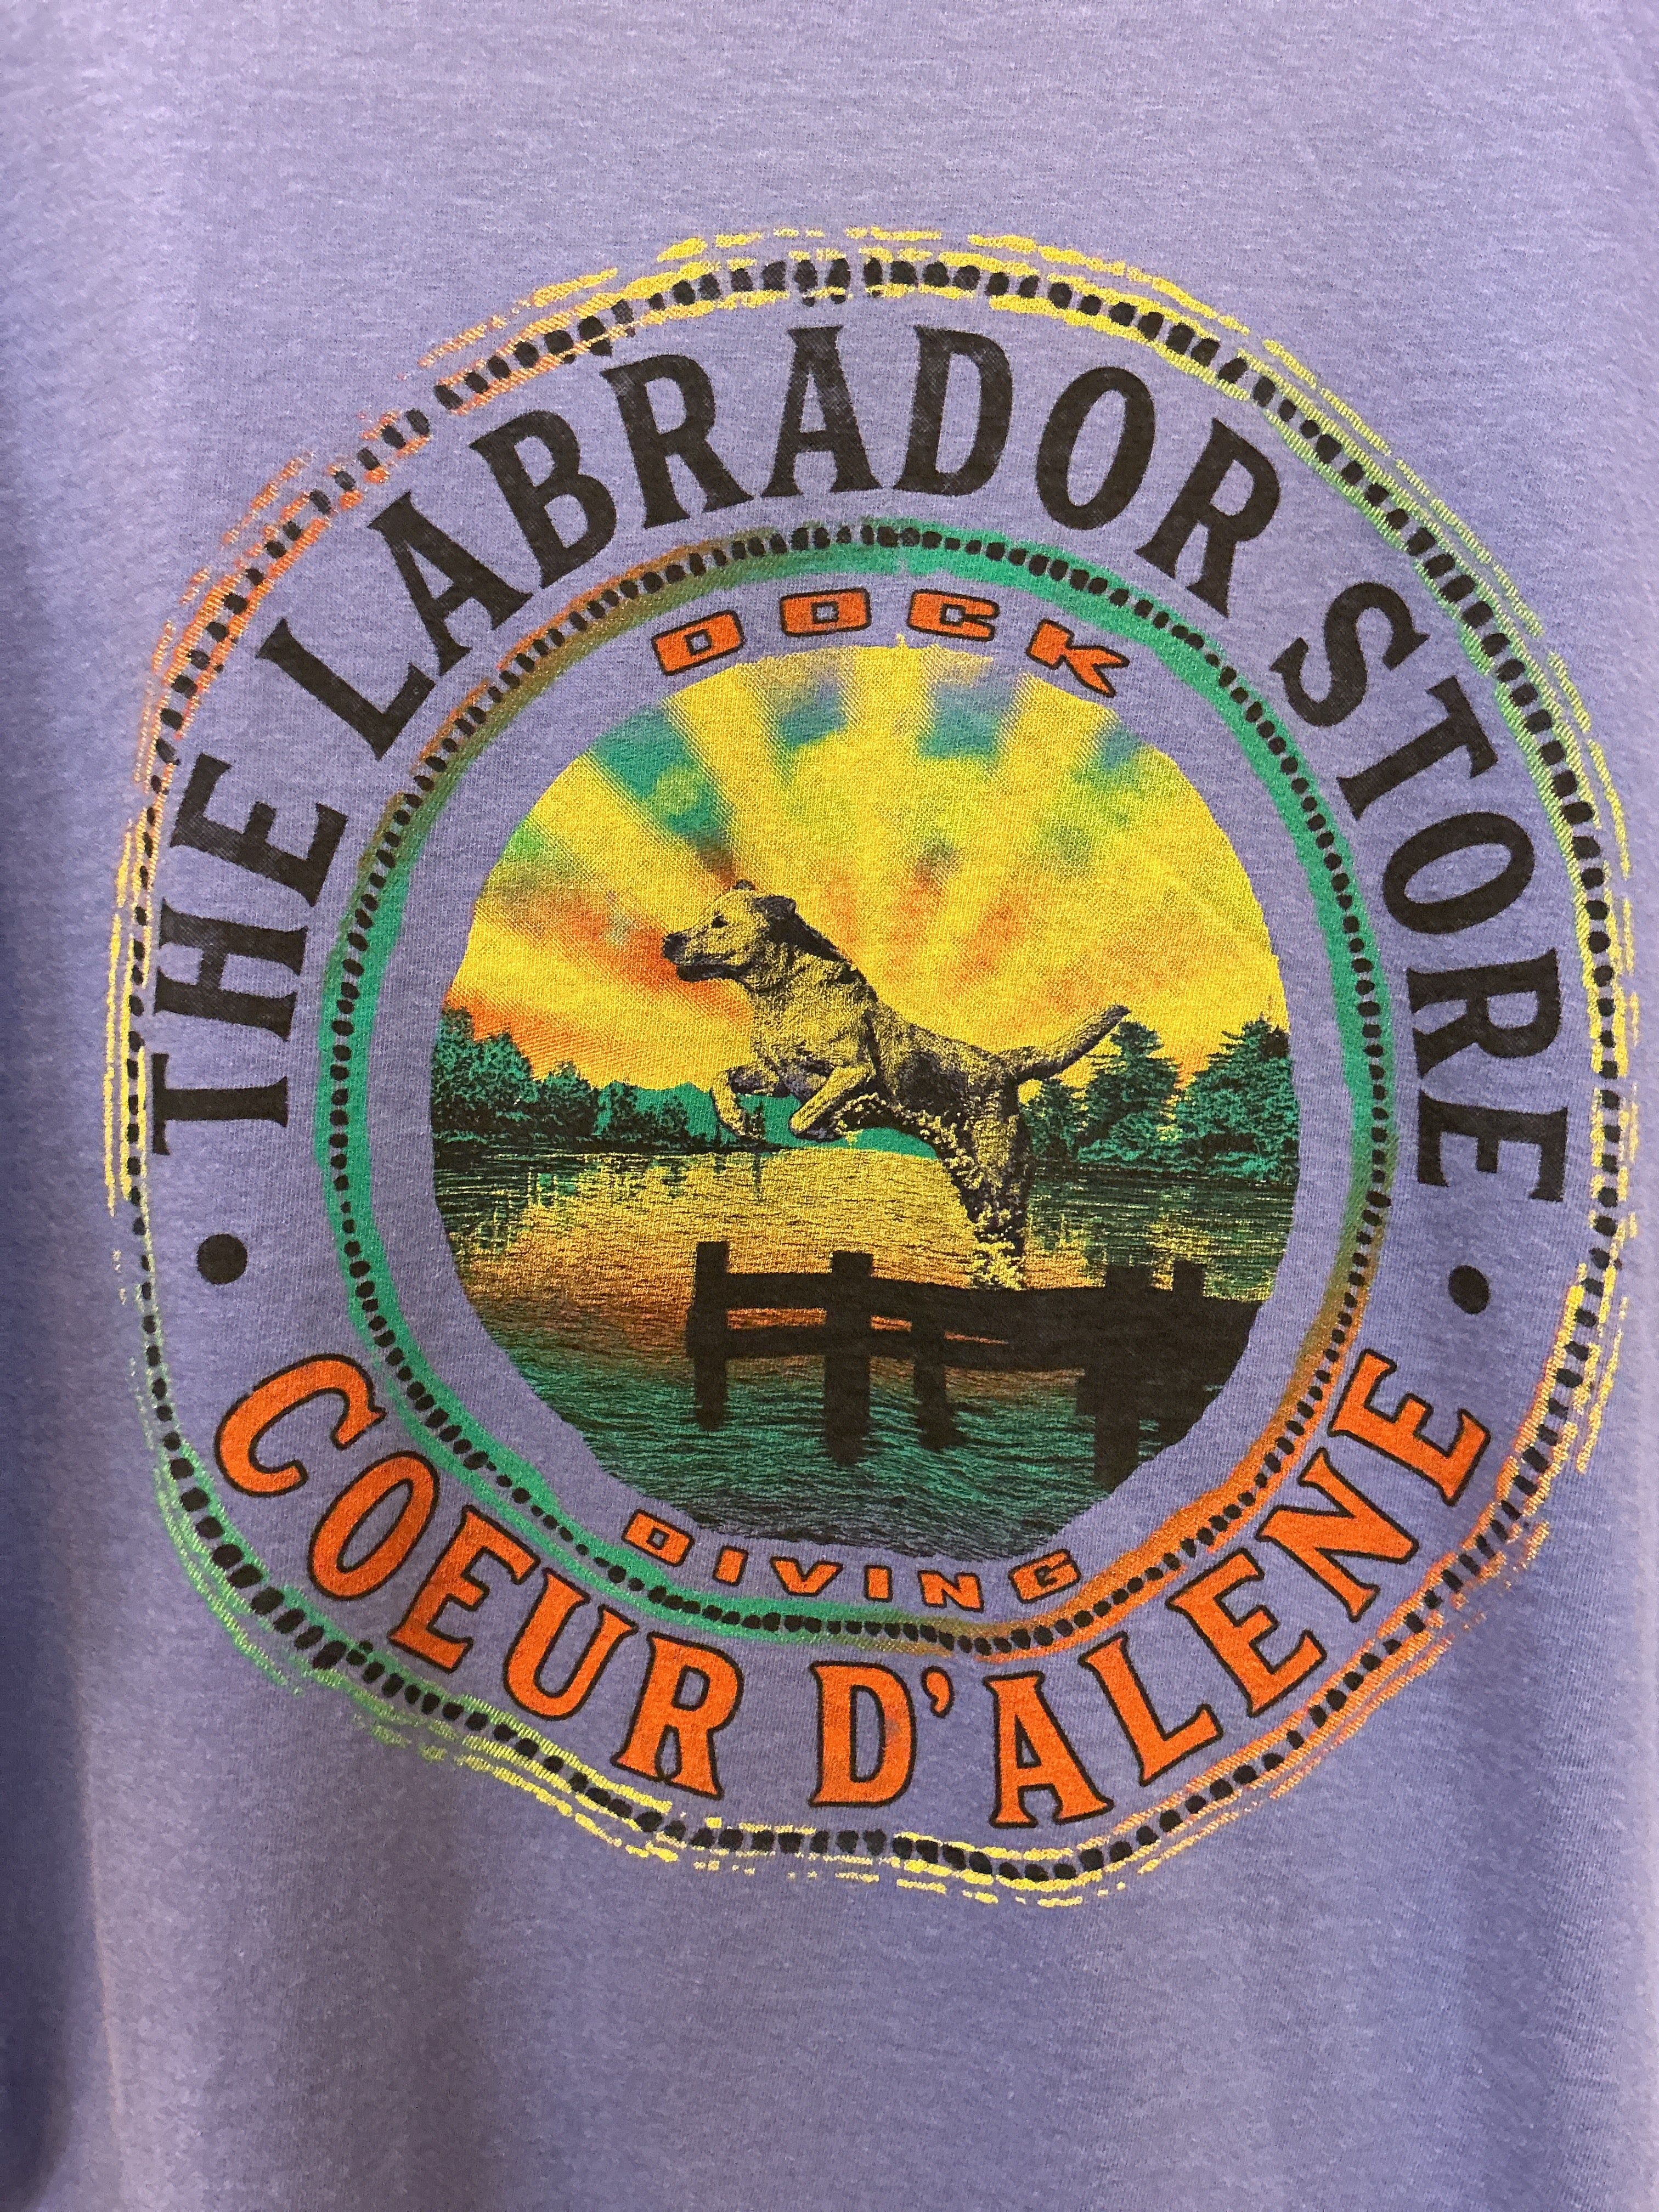 THE LABRADOR STORE
DOCK
DIVING
COEUR D'ALENE